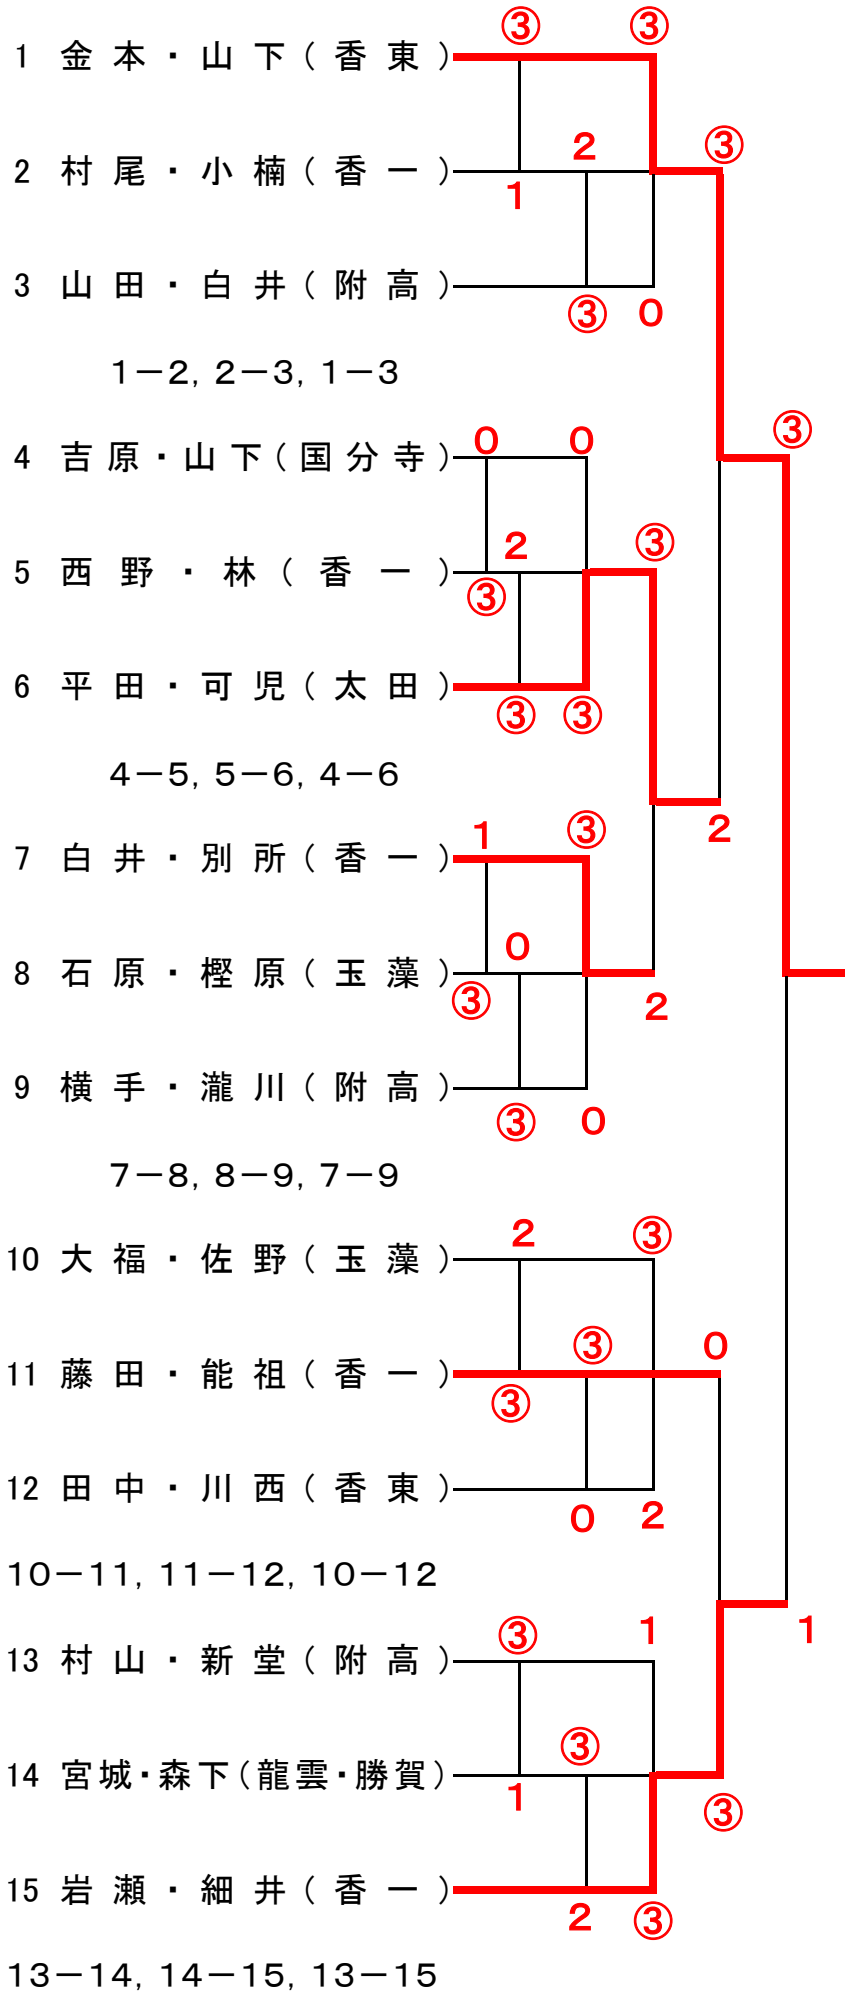 ③ ③
1 金本・山下(香東)
2 ③
2 村尾・小楠(香一)
1
3 山田・白井(附高)
③ 0
1－2, 2－3, 1－3
③
0 0
4 吉原・山下(国分寺)
2 ③
5 西野・林(香一)
③
6 平田・可児(太田)
③ ③
4－5, 5－6, 4－6
1 ③ 2
7 白井・別所(香一)
0
8 石原・樫原(玉藻)
③ 2
9 横手・瀧川(附高)
③ 0
7－8, 8－9, 7－9
2 ③
10 大福・佐野(玉藻)
③ 0
11 藤田・能祖(香一)
③
12 田中・川西(香東)
0 2
10－11, 11－12, 10－12
③ 1 1
13 村山・新堂(附高)
③
14 宮城・森下(龍雲・勝賀)
1 ③
15 岩瀬・細井(香一)
2 ③
13－14, 14－15, 13－15